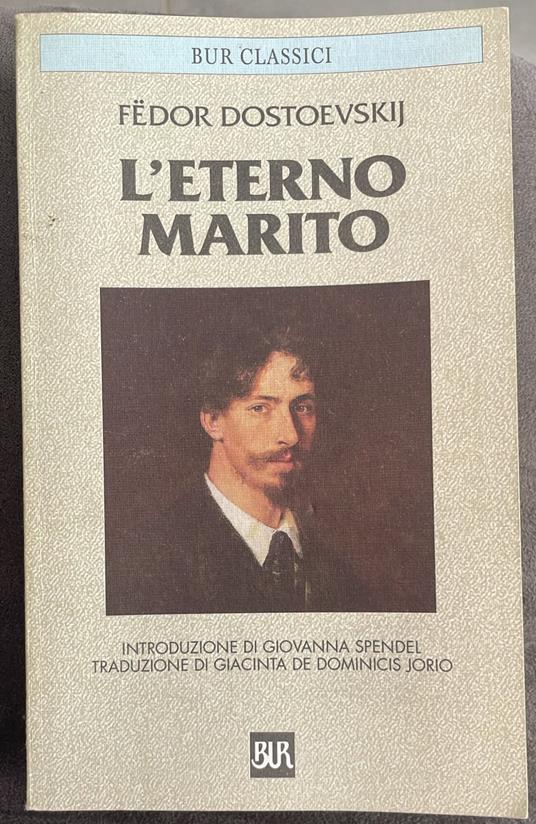 BUR CLASSICI
FËDOR DOSTOEVSKIJ
L'ETERNO
MARITO
INTRODUZIONE DI GIOVANNA SPENDEL
TRADUZIONE DI GIACINTA DE DOMINICIS JORIO
BUR